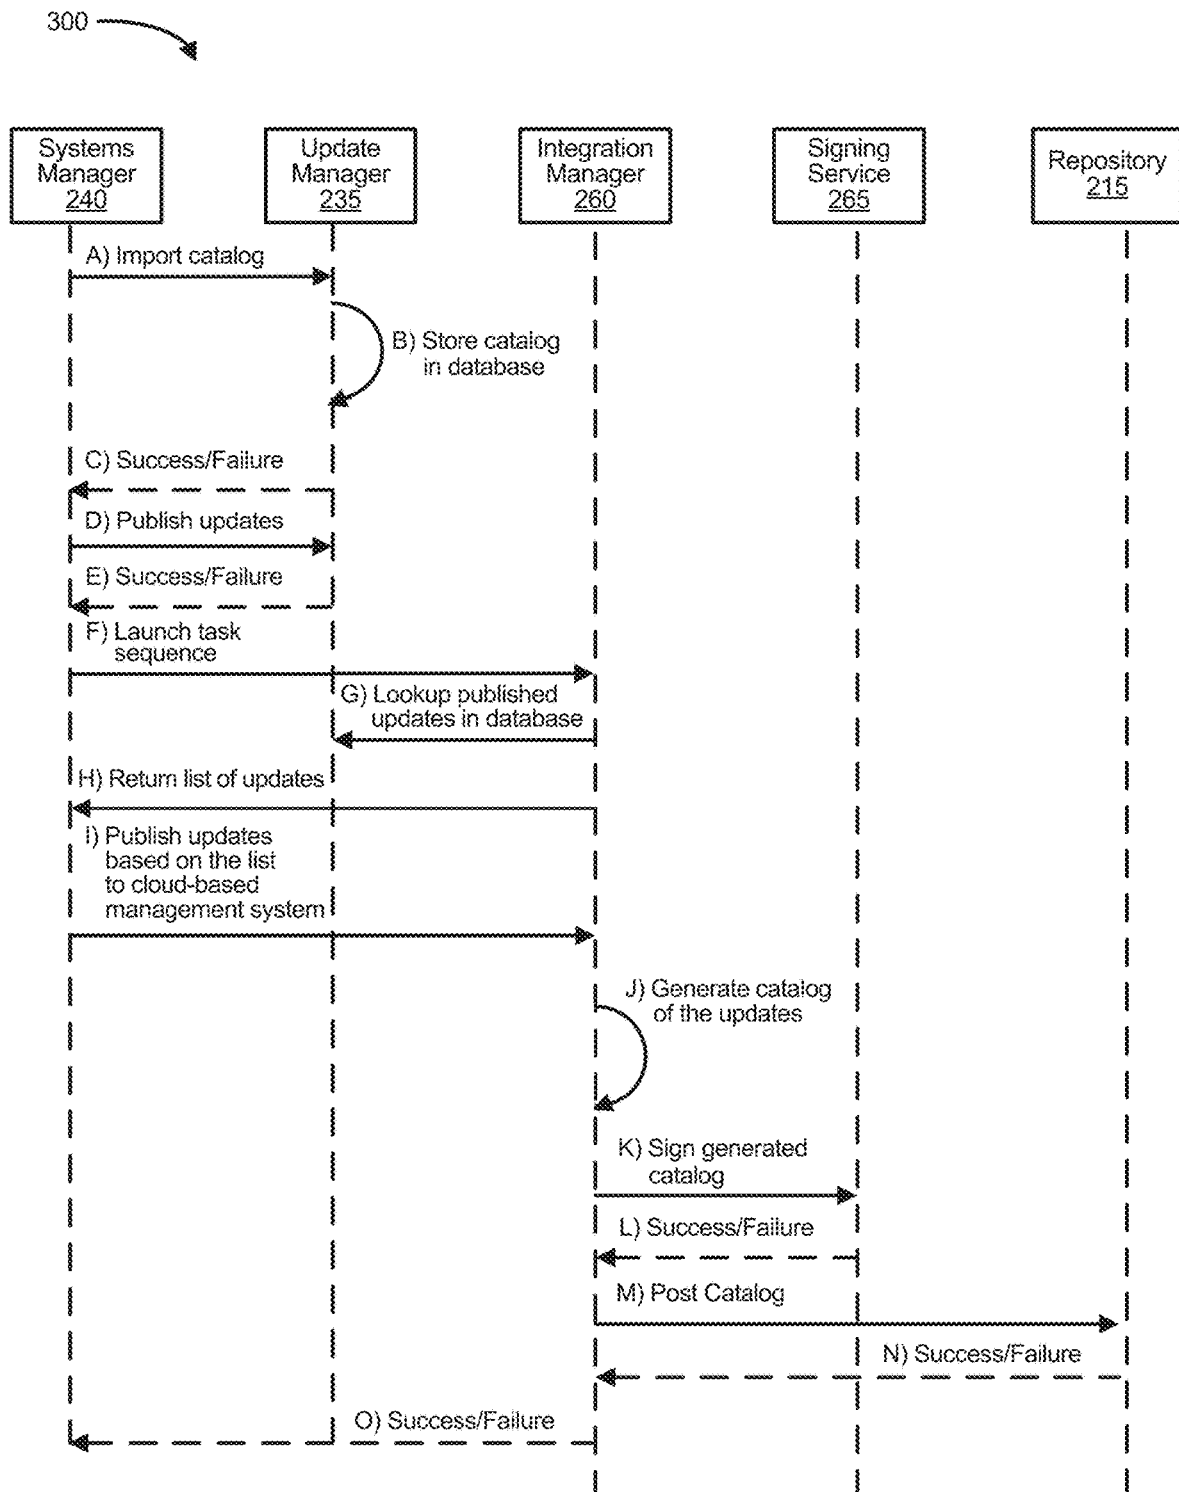 300
Systems
Manager
240
Update
Manager
235
Integration
Manager
260
Signing
Service
265
Repository
215
A) Import catalog
B) Store catalog
in database
C) Success/Failure
D) Publish updates
E) Success/Failure
F) Launch task
sequence
G) Lookup published
updates in database
H) Return list of updates
I) Publish updates
based on the list
to cloud-based
management system
J) Generate catalog
of the updates
K) Sign generated
catalog
L) Success/Failure
M) Post Catalog
N) Success/Failure
O) Success/Failure